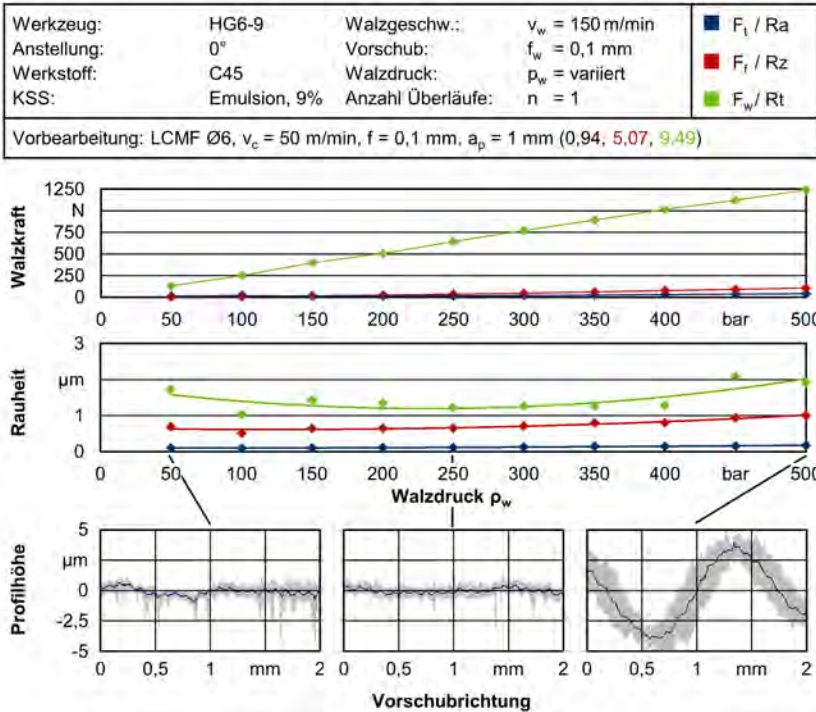 Werkzeug: HG6-9 Walzgeschw.: v_w = 150 m/min
Anstellung: 0° Vorschub: f_w = 0,1 mm
Werkstoff: C45 Walzdruck: p_w = variiert
KSS: Emulsion, 9% Anzahl Überläufe: n = 1
F_t / Ra
F_f / Rz
F_w / Rt
Vorbearbeitung: LCMF Ø6, v_c = 50 m/min, f = 0,1 mm, a_p = 1 mm (0,94, 5,07, 9,49)
Walzkraft
1250
N
750
500
250
0
0 50 100 150 200 250 300 350 400 bar 500
Rauheit
3
µm
1
0
0 50 100 150 200 250 300 350 400 bar 500
Walzdruck ρ_w
Profilhöhe
5
µm
0
-2,5
-5
0 0,5 1 mm 2
0 0,5 1 mm 2
0 0,5 1 mm 2
Vorschubrichtung